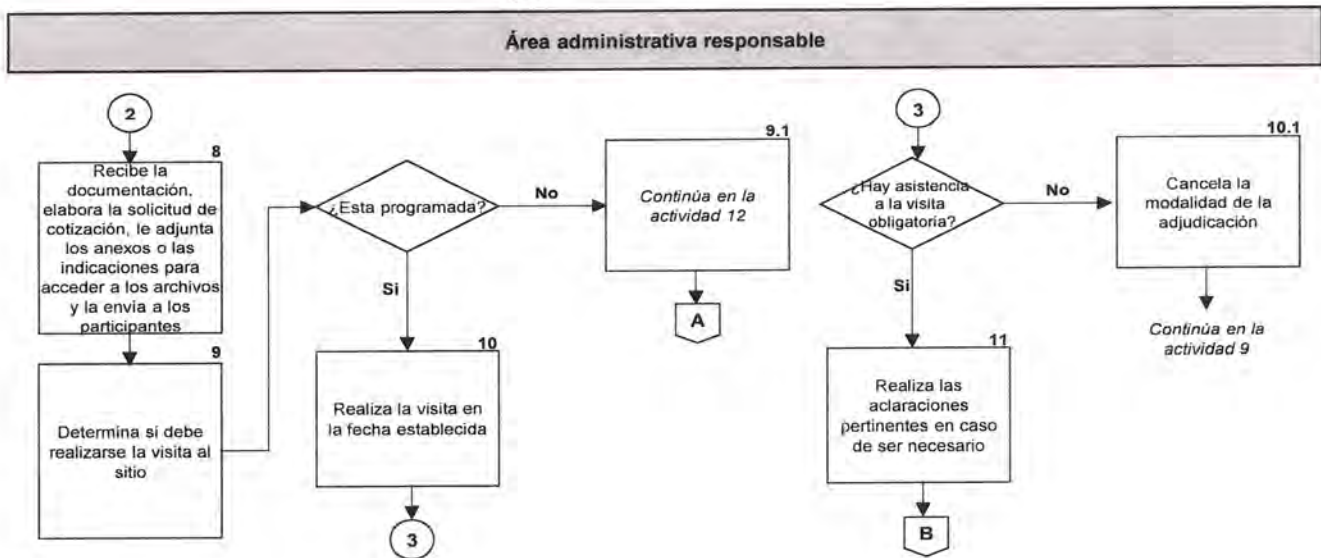 Área administrativa responsable
2
8
Recibe la
documentación,
elabora la solicitud de
cotización, le adjunta
los anexos o las
indicaciones para
acceder a los archivos
y la envia a los
participantes
9
Determina si debe
realizarse la visita al
sitio
¿Esta programada?
No
Si
9.1
Continúa en la
actividad 12
A
10
Realiza la visita en
la fecha establecida
3
3
¿Hay asistencia
a la visita
obligatoria?
No
Si
10.1
Cancela la
modalidad de la
adjudicación
Continúa en la
actividad 9
11
Realiza las
aclaraciones
pertinentes en caso
de ser necesario
B